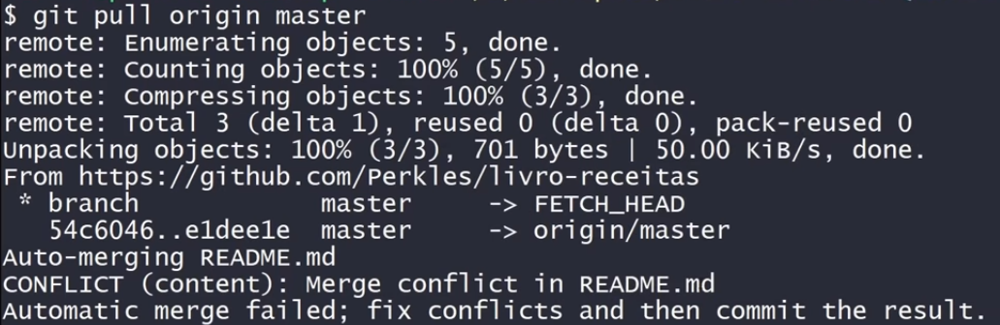 $ git pull origin master
remote: Enumerating objects: 5, done.
remote: Counting objects: 100% (5/5), done.
remote: Compressing objects: 100% (3/3), done.
remote: Total 3 (delta 1), reused 0 (delta 0), pack-reused 0
Unpacking objects: 100% (3/3), 701 bytes | 50.00 KiB/s, done.
From https://github.com/Perkles/livro-receitas
 * branch            master     -> FETCH_HEAD
   54c6046..e1dee1e  master     -> origin/master
Auto-merging README.md
CONFLICT (content): Merge conflict in README.md
Automatic merge failed; fix conflicts and then commit the result.